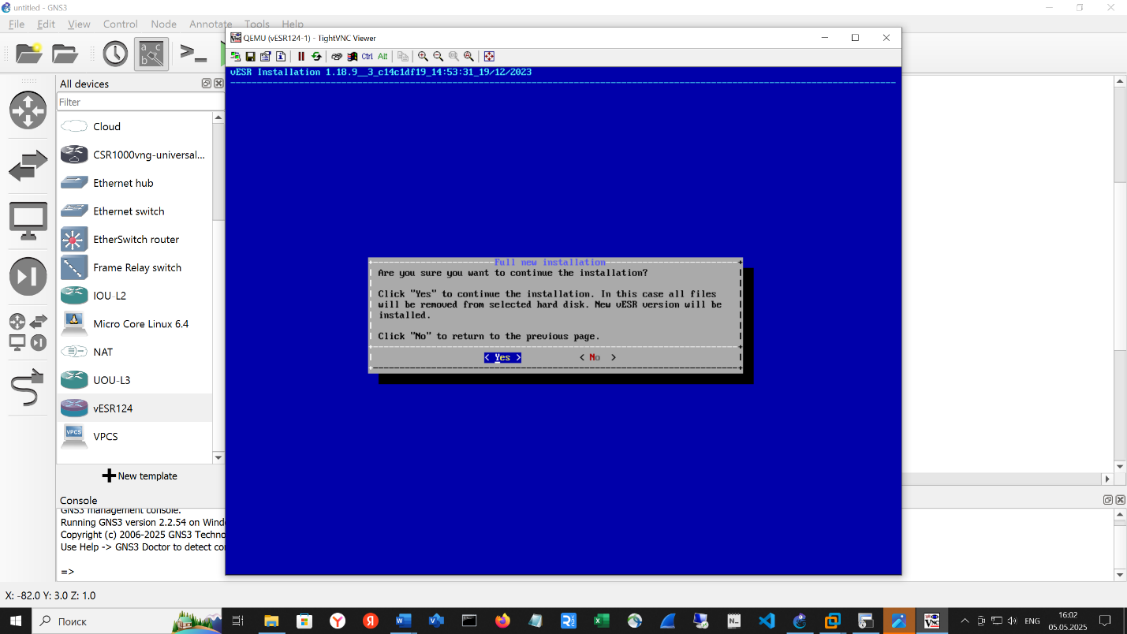 untitled - GNS3
File Edit View Control Node Annotate Tools Help
QEMU (vESR124-1) - TightVNC Viewer
Ctrl Alt
vESR Installation 1.18.9__3_c14c1df19_14:53:31_19/12/2023
All devices
Filter
Cloud
CSR1000vng-universal...
Ethernet hub
Ethernet switch
EtherSwitch router
Frame Relay switch
IOU-L2
Micro Core Linux 6.4
NAT
UOU-L3
vESR124
VPCS
New template
Full new installation
Are you sure you want to continue the installation?
Click "Yes" to continue the installation. In this case all files
will be removed from selected hard disk. New vESR version will be
installed.
Click "No" to return to the previous page.
< Yes > < No >
Console
GNS3 management console.
Running GNS3 version 2.2.54 on Wind
Copyright (c) 2006-2025 GNS3 Techno
Use Help -> GNS3 Doctor to detect co
=>
X: -82.0 Y: 3.0 Z: 1.0
Поиск
ENG
16:02
05.05.2025